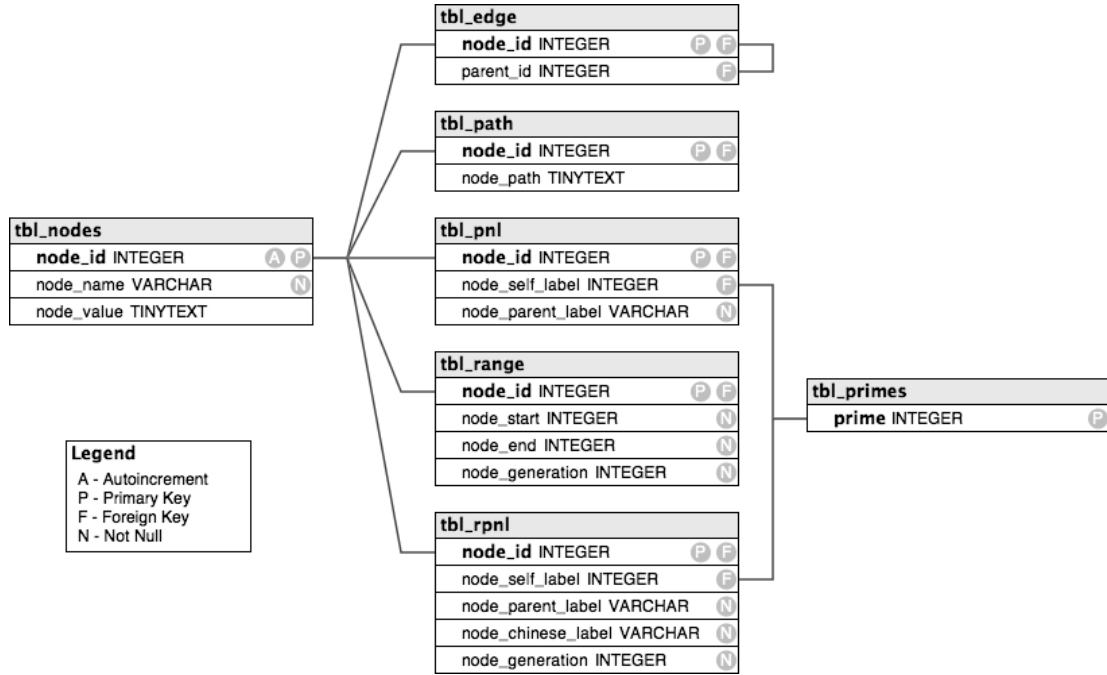 tbl_edge
node_id INTEGER P F
parent_id INTEGER F
tbl_path
node_id INTEGER P F
node_path TINYTEXT
tbl_nodes
node_id INTEGER A P
node_name VARCHAR N
node_value TINYTEXT
tbl_pnl
node_id INTEGER P F
node_self_label INTEGER F
node_parent_label VARCHAR N
tbl_range
node_id INTEGER P F
node_start INTEGER N
node_end INTEGER N
node_generation INTEGER N
tbl_primes
prime INTEGER P
Legend
A - Autoincrement
P - Primary Key
F - Foreign Key
N - Not Null
tbl_rpnl
node_id INTEGER P F
node_self_label INTEGER F
node_parent_label VARCHAR N
node_chinese_label VARCHAR N
node_generation INTEGER N